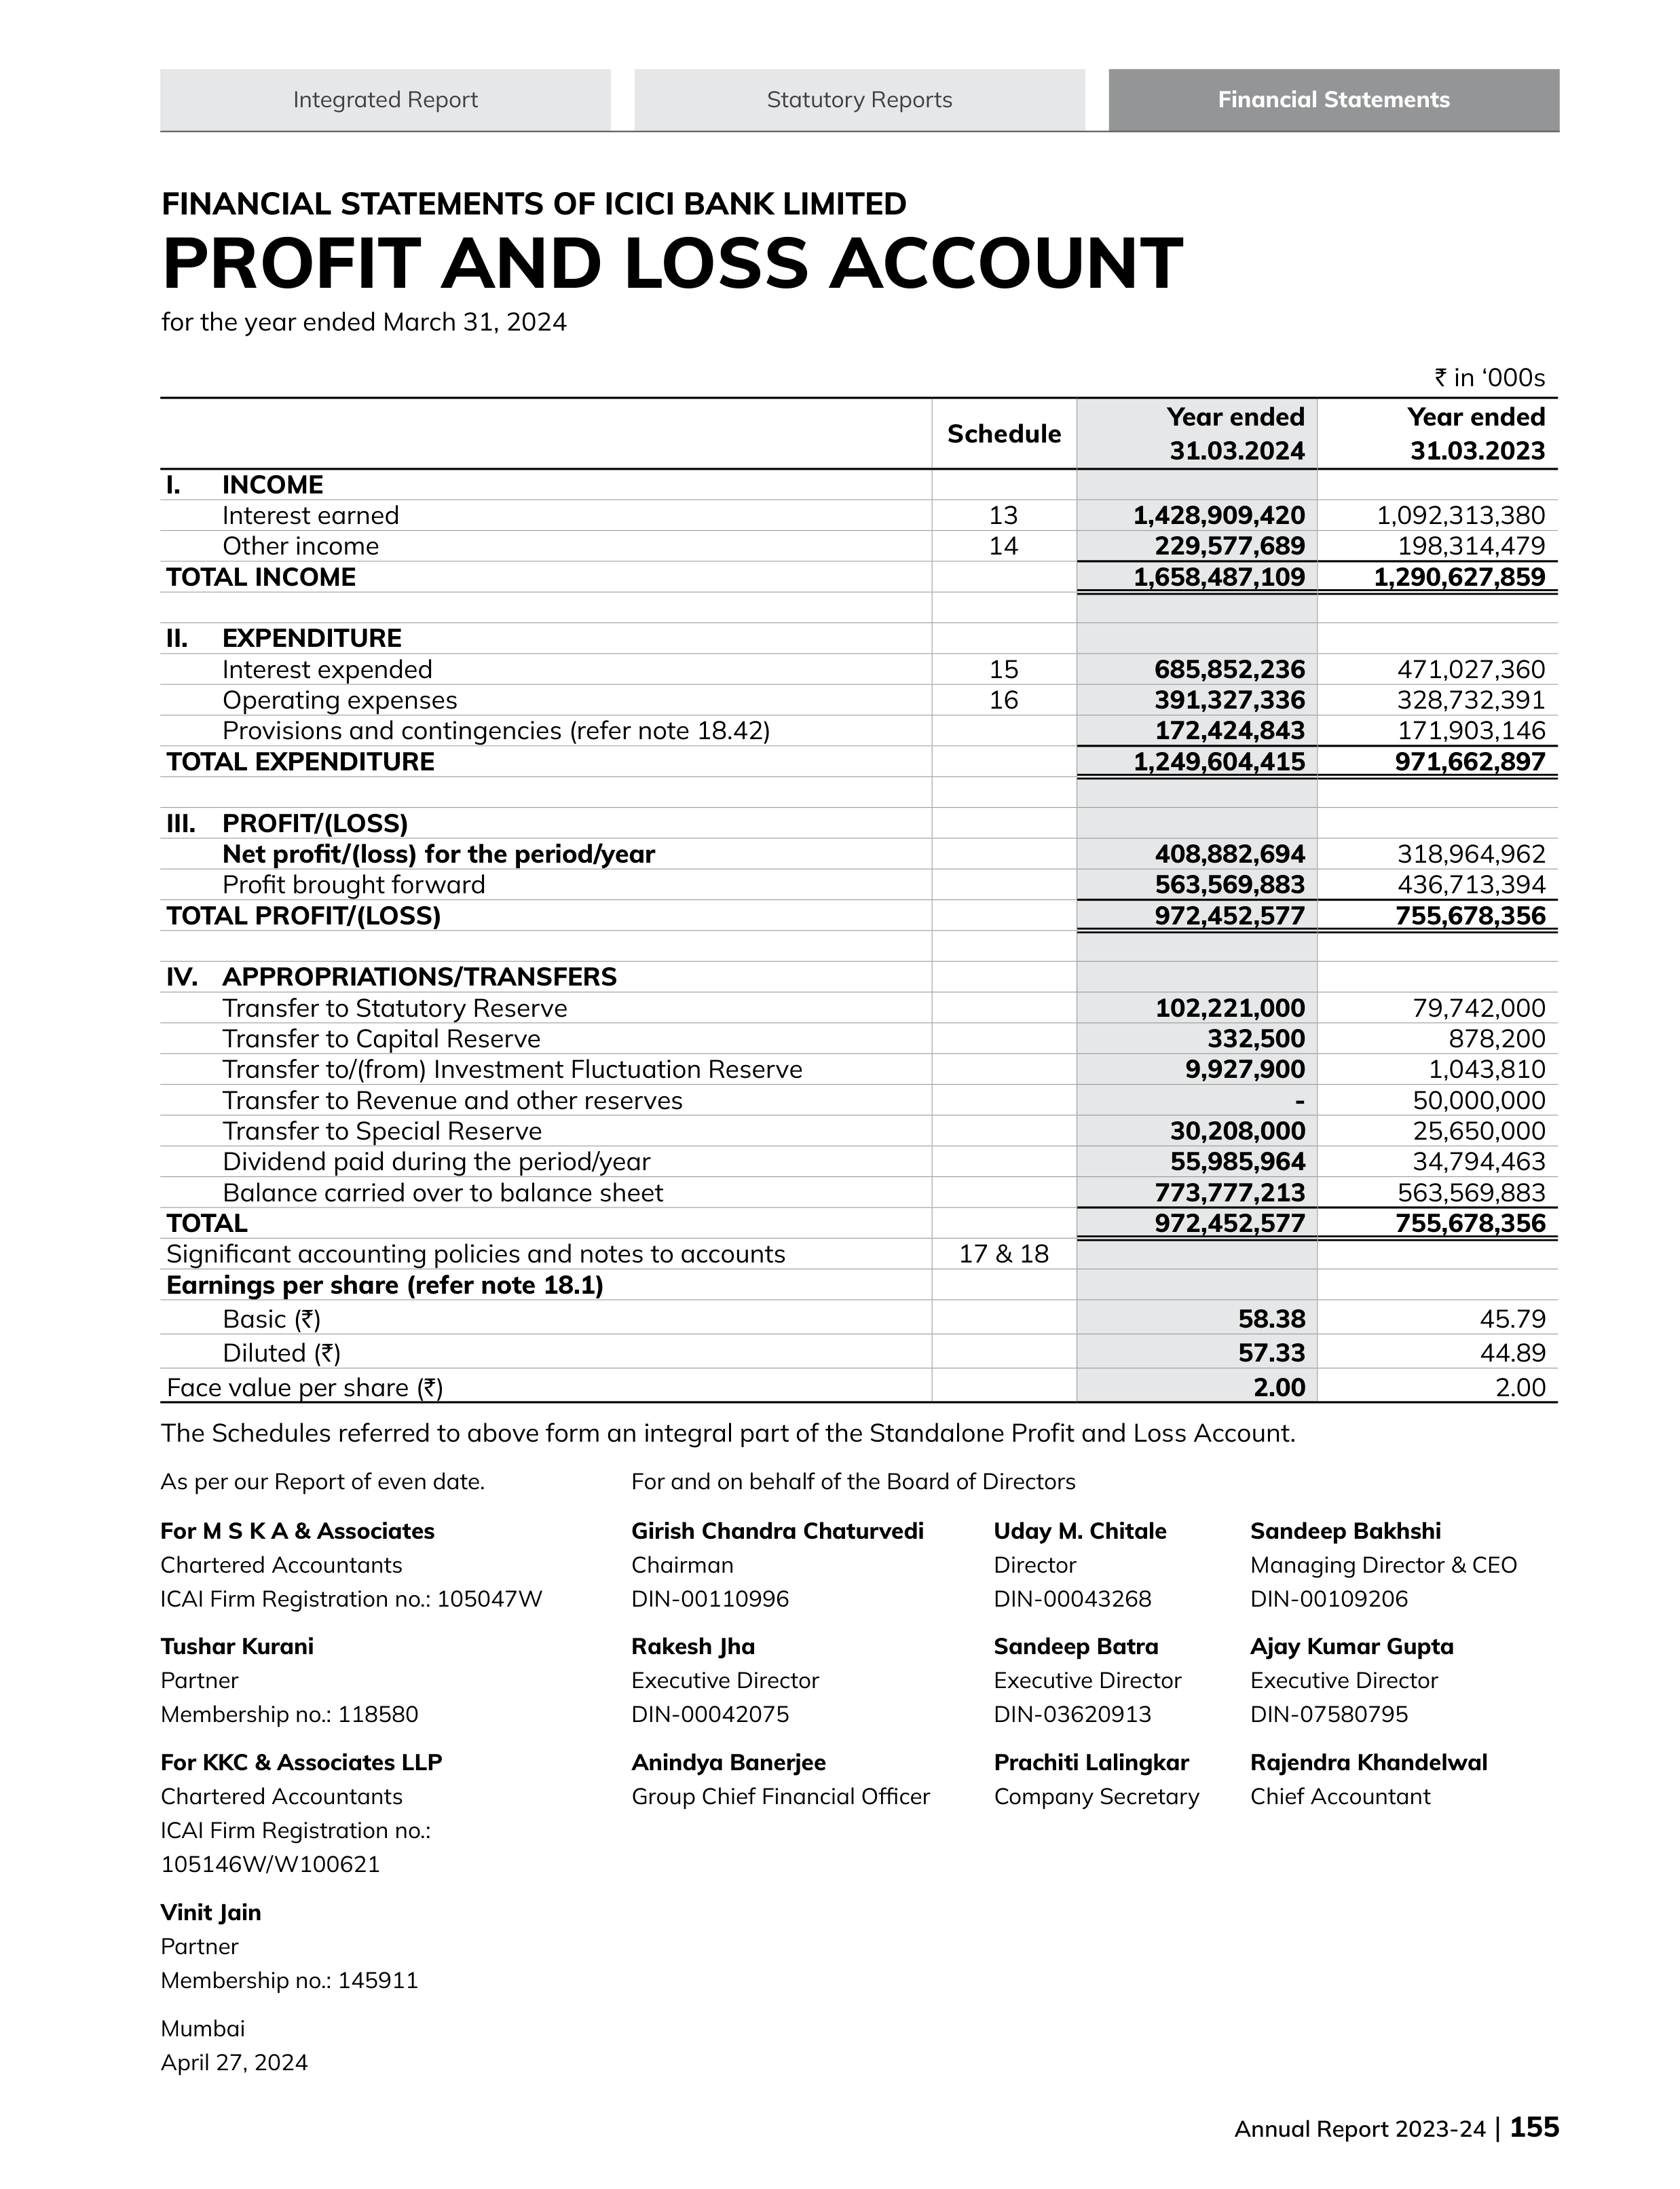 Integrated Report Statutory Reports Financial Statements
FINANCIAL STATEMENTS OF ICICI BANK LIMITED
PROFIT AND LOSS ACCOUNT
for the year ended March 31, 2024
₹ in ‘000s
Schedule Year ended 31.03.2024 Year ended 31.03.2023
I. INCOME
Interest earned 13 1,428,909,420 1,092,313,380
Other income 14 229,577,689 198,314,479
TOTAL INCOME 1,658,487,109 1,290,627,859
II. EXPENDITURE
Interest expended 15 685,852,236 471,027,360
Operating expenses 16 391,327,336 328,732,391
Provisions and contingencies (refer note 18.42) 172,424,843 171,903,146
TOTAL EXPENDITURE 1,249,604,415 971,662,897
III. PROFIT/(LOSS)
Net profit/(loss) for the period/year 408,882,694 318,964,962
Profit brought forward 563,569,883 436,713,394
TOTAL PROFIT/(LOSS) 972,452,577 755,678,356
IV. APPROPRIATIONS/TRANSFERS
Transfer to Statutory Reserve 102,221,000 79,742,000
Transfer to Capital Reserve 332,500 878,200
Transfer to/(from) Investment Fluctuation Reserve 9,927,900 1,043,810
Transfer to Revenue and other reserves - 50,000,000
Transfer to Special Reserve 30,208,000 25,650,000
Dividend paid during the period/year 55,985,964 34,794,463
Balance carried over to balance sheet 773,777,213 563,569,883
TOTAL 972,452,577 755,678,356
Significant accounting policies and notes to accounts 17 & 18
Earnings per share (refer note 18.1)
Basic (₹) 58.38 45.79
Diluted (₹) 57.33 44.89
Face value per share (₹) 2.00 2.00
The Schedules referred to above form an integral part of the Standalone Profit and Loss Account.
As per our Report of even date. For and on behalf of the Board of Directors
For M S K A & Associates Girish Chandra Chaturvedi Uday M. Chitale Sandeep Bakhshi
Chartered Accountants Chairman Director Managing Director & CEO
ICAI Firm Registration no.: 105047W DIN-00110996 DIN-00043268 DIN-00109206
Tushar Kurani Rakesh Jha Sandeep Batra Ajay Kumar Gupta
Partner Executive Director Executive Director Executive Director
Membership no.: 118580 DIN-00042075 DIN-03620913 DIN-07580795
For KKC & Associates LLP Anindya Banerjee Prachiti Lalingkar Rajendra Khandelwal
Chartered Accountants Group Chief Financial Officer Company Secretary Chief Accountant
ICAI Firm Registration no.:
105146W/W100621
Vinit Jain
Partner
Membership no.: 145911
Mumbai
April 27, 2024
Annual Report 2023-24 | 155